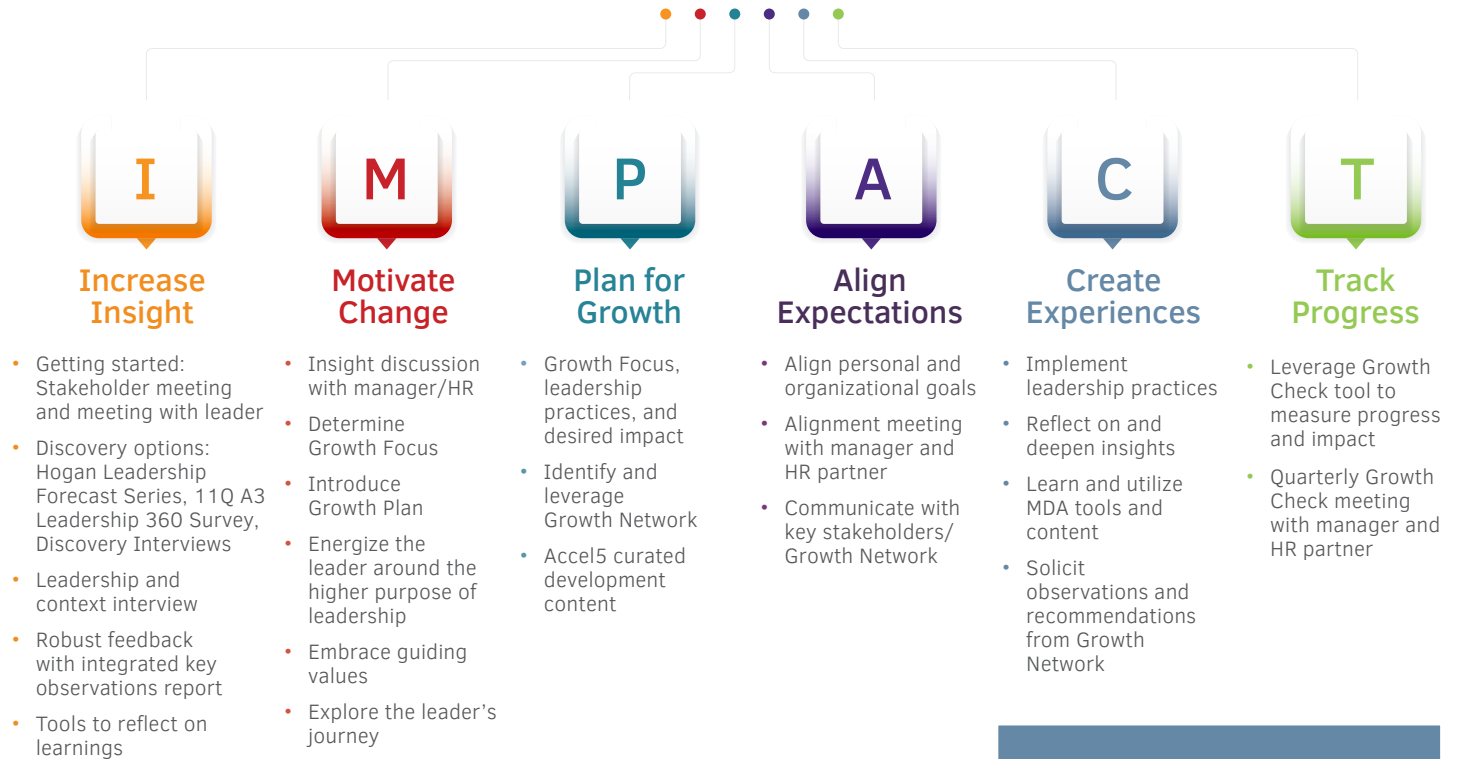 I
Increase
Insight
• Getting started:
Stakeholder meeting
and meeting with leader
• Discovery options:
Hogan Leadership
Forecast Series, 11Q A3
Leadership 360 Survey,
Discovery Interviews
• Leadership and
context interview
• Robust feedback
with integrated key
observations report
• Tools to reflect on
learnings
M
Motivate
Change
• Insight discussion
with manager/HR
• Determine
Growth Focus
• Introduce
Growth Plan
• Energize the
leader around the
higher purpose of
leadership
• Embrace guiding
values
• Explore the leader's
journey
P
Plan for
Growth
• Growth Focus,
leadership
practices, and
desired impact
• Identify and
leverage
Growth Network
• Accel5 curated
development
content
A
Align
Expectations
• Align personal and
organizational goals
• Alignment meeting
with manager and
HR partner
• Communicate with
key stakeholders/
Growth Network
C
Create
Experiences
• Implement
leadership practices
• Reflect on and
deepen insights
• Learn and utilize
MDA tools and
content
• Solicit
observations and
recommendations
from Growth
Network
T
Track
Progress
• Leverage Growth
Check tool to
measure progress
and impact
• Quarterly Growth
Check meeting
with manager and
HR partner